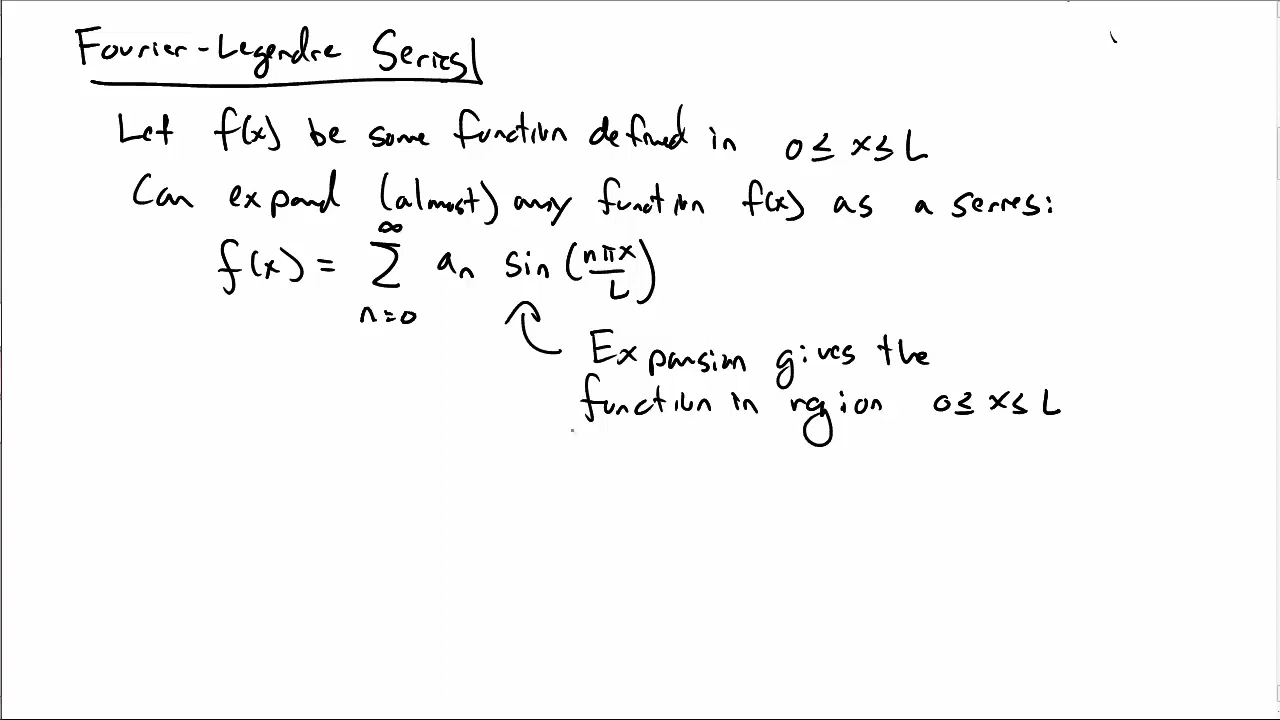 Fourier-Legendre Series
Let f(x) be some function defined in 0 ≤ x ≤ L
Can expand (almost) any function f(x) as a series:
f(x) = ∑_{n=0}^{∞} a_n sin(nπx/L)
Expansion gives the
function in region 0 ≤ x ≤ L